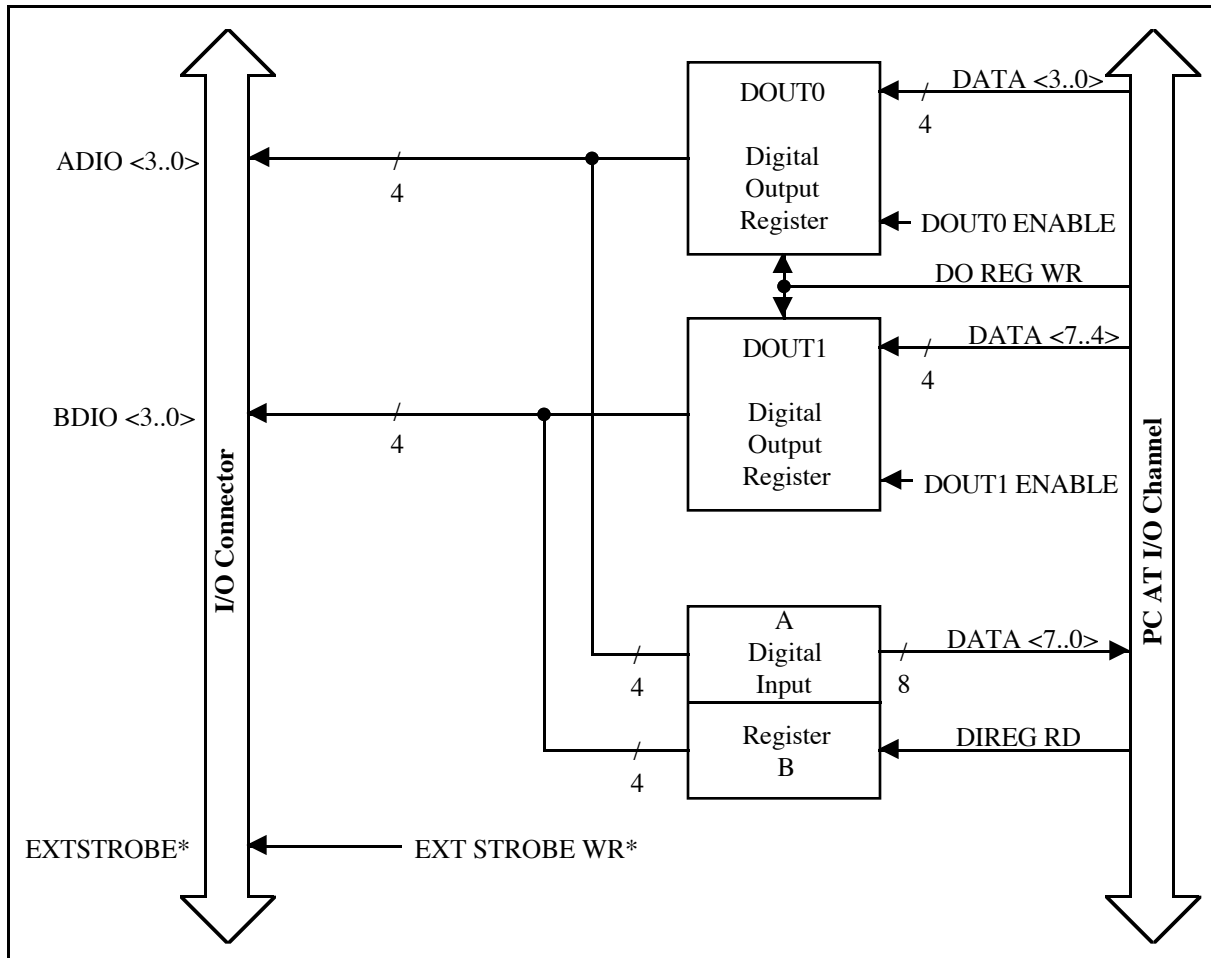 DOUT0
DATA <3..0>
4
ADIO <3..0>
4
Digital
Output
Register
DOUT0 ENABLE
DO REG WR
DOUT1
DATA <7..4>
4
BDIO <3..0>
4
Digital
Output
Register
DOUT1 ENABLE
I/O Connector
PC AT I/O Channel
A
Digital
Input
DATA <7..0>
4
8
Register
B
DIREG RD
4
EXTSTROBE*
EXT STROBE WR*